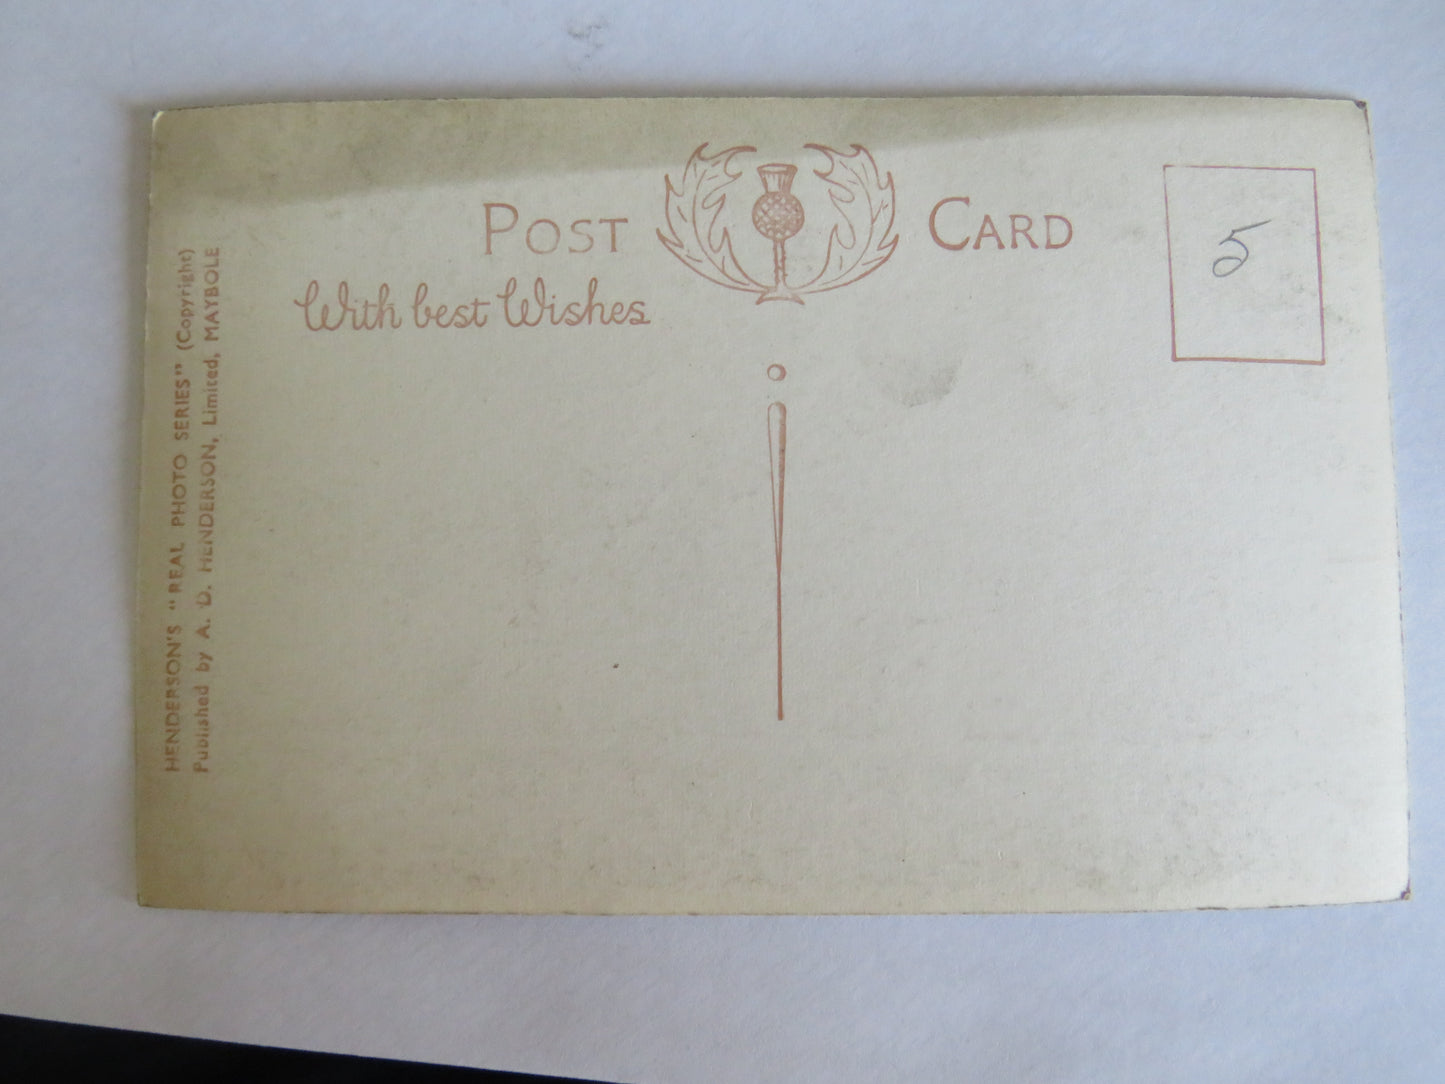 POST CARD
With best Wishes
5
HENDERSON'S "REAL PHOTO SERIES" (Copyright)
Published by A. D. HENDERSON, Limited, MAYBOLE